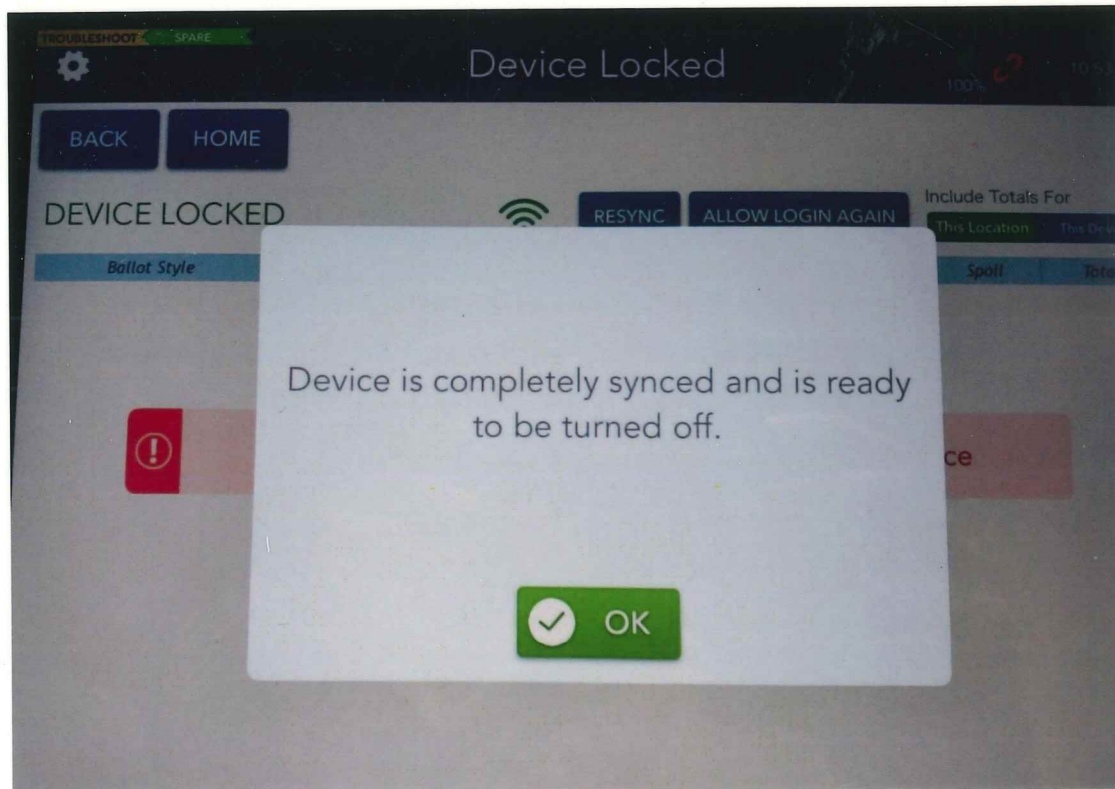 TROUBLESHOOT SPARE
Device Locked
100%
BACK HOME
DEVICE LOCKED
RESYNC ALLOW LOGIN AGAIN
Include Totals For
This Location
Ballot Style
Spoil
Device is completely synced and is ready
to be turned off.
ce
OK